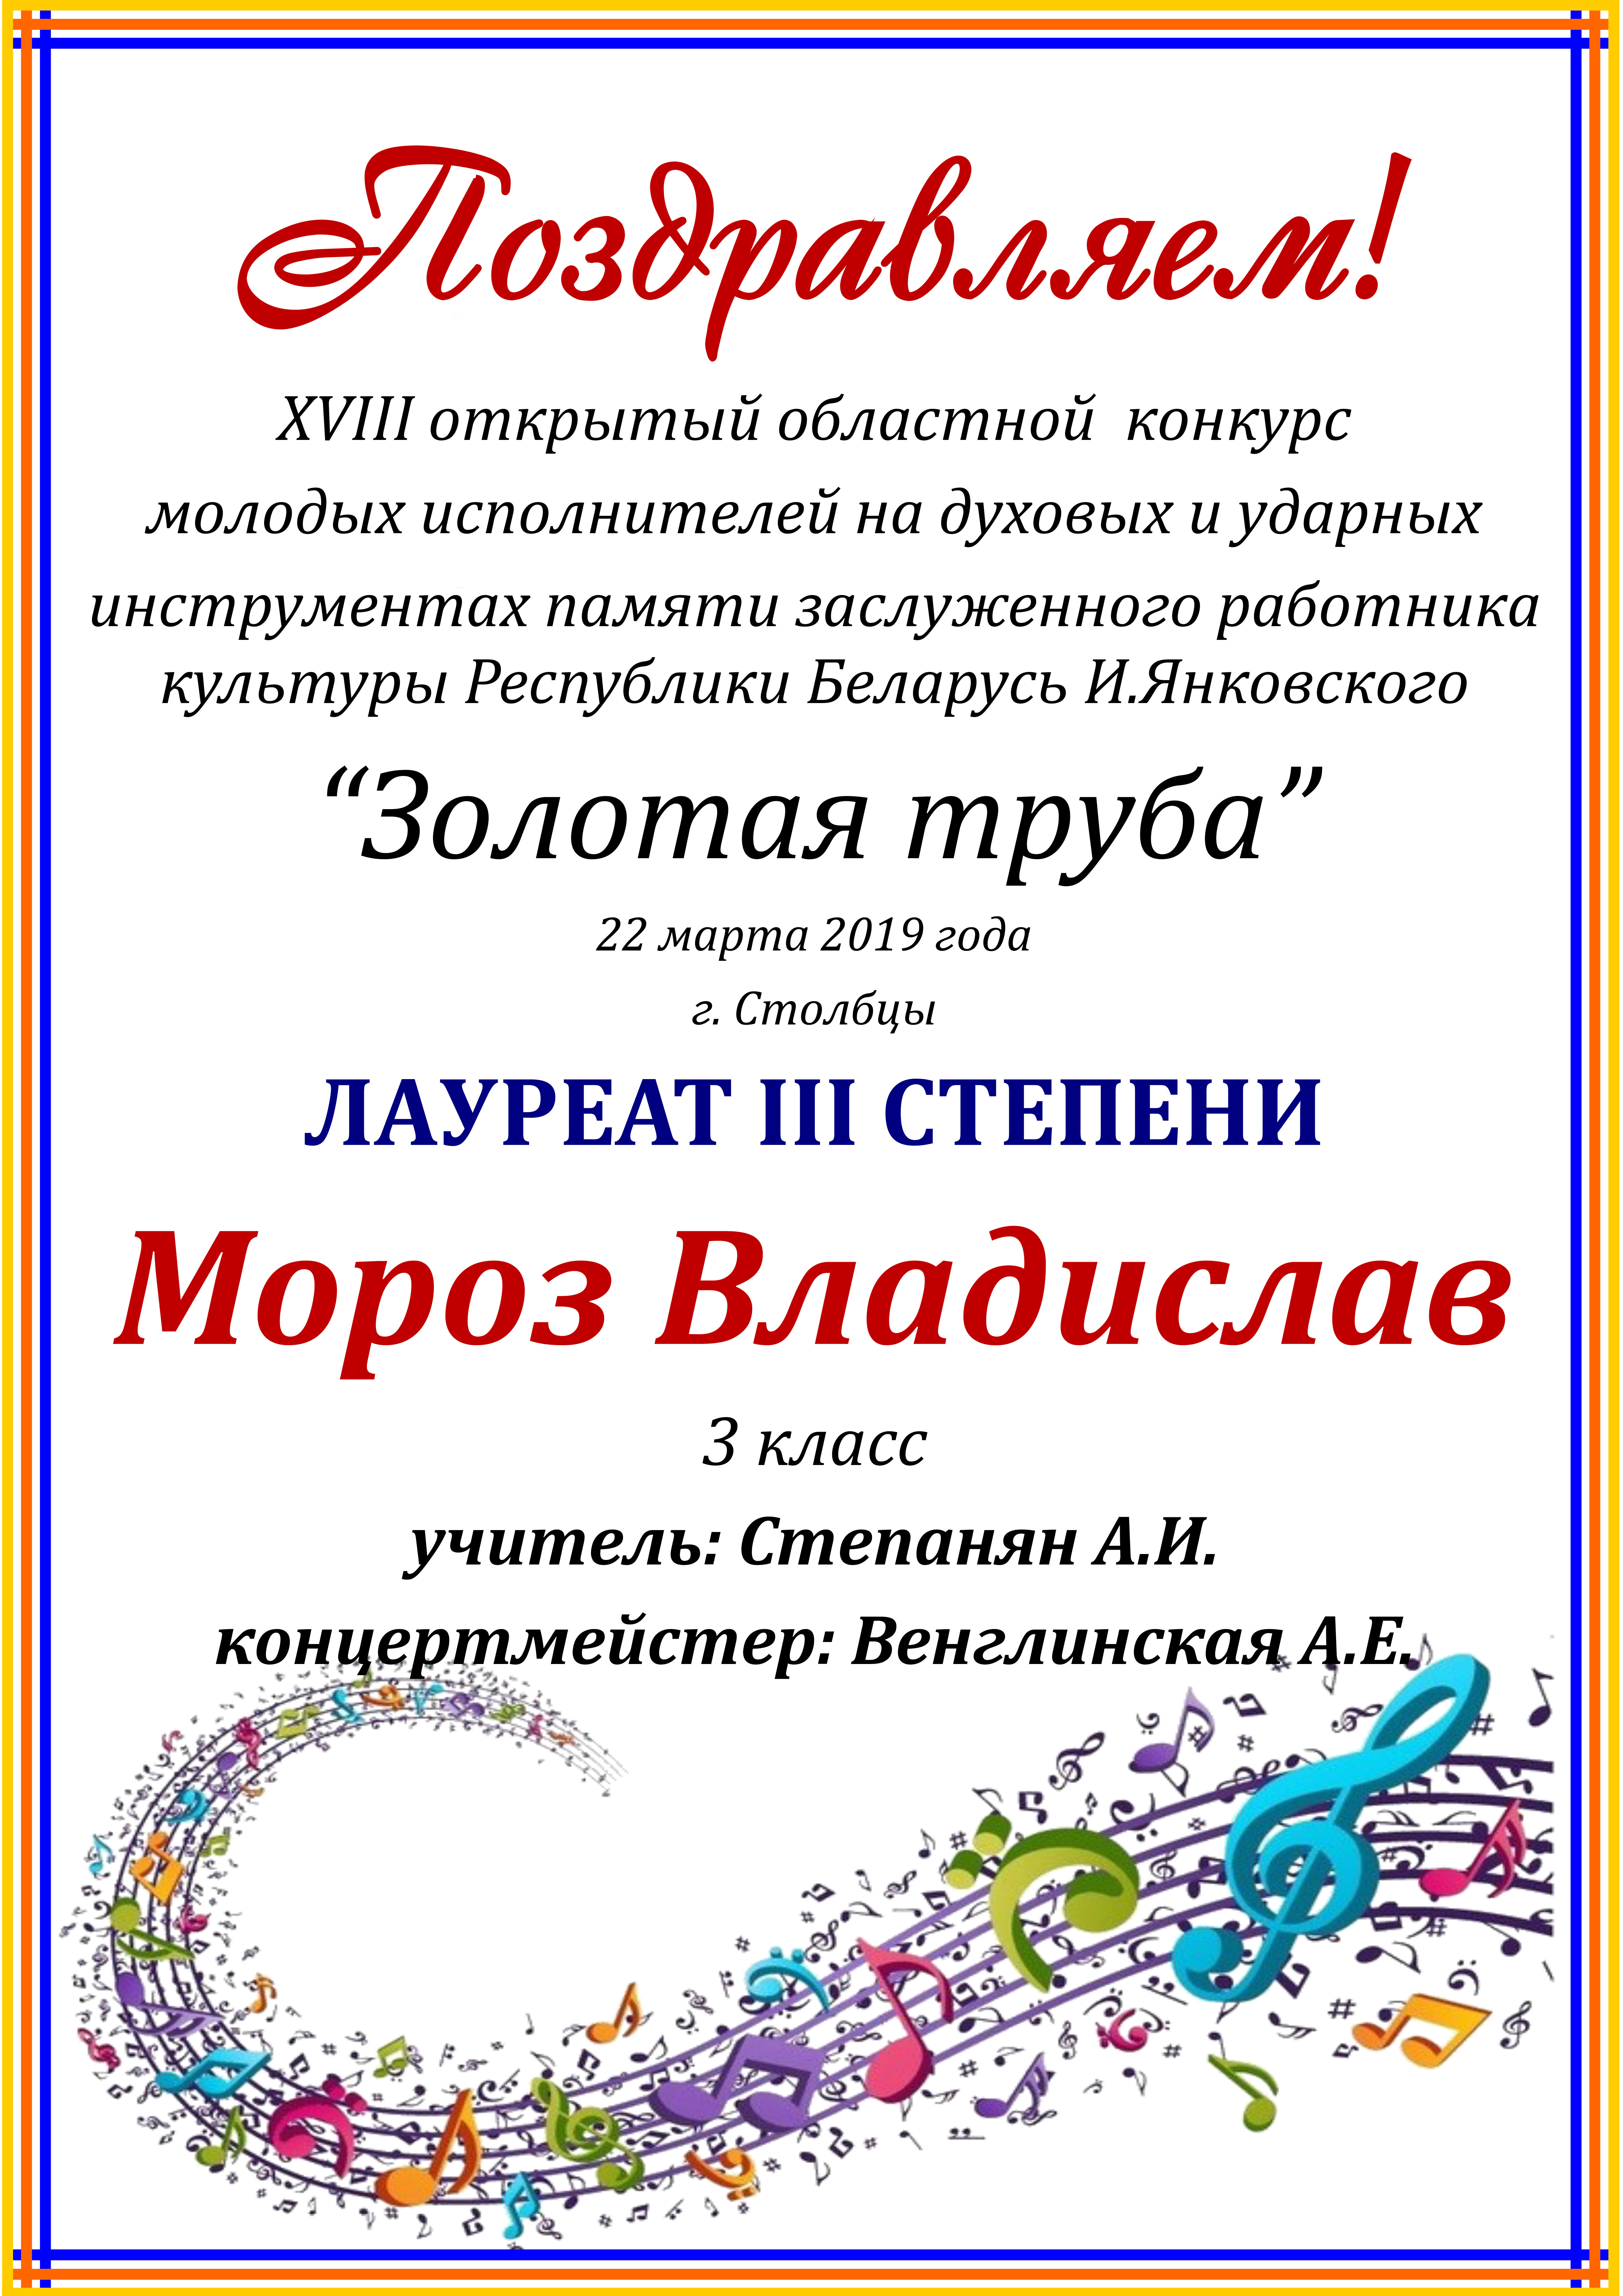 Поздравляем!
XVIII открытый областной конкурс
молодых исполнителей на духовых и ударных
инструментах памяти заслуженного работника
культуры Республики Беларусь И.Янковского
“Золотая труба”
22 марта 2019 года
г. Столбцы
ЛАУРЕАТ III СТЕПЕНИ
Мороз Владислав
3 класс
учитель: Степанян А.И.
концертмейстер: Венглинская А.Е.